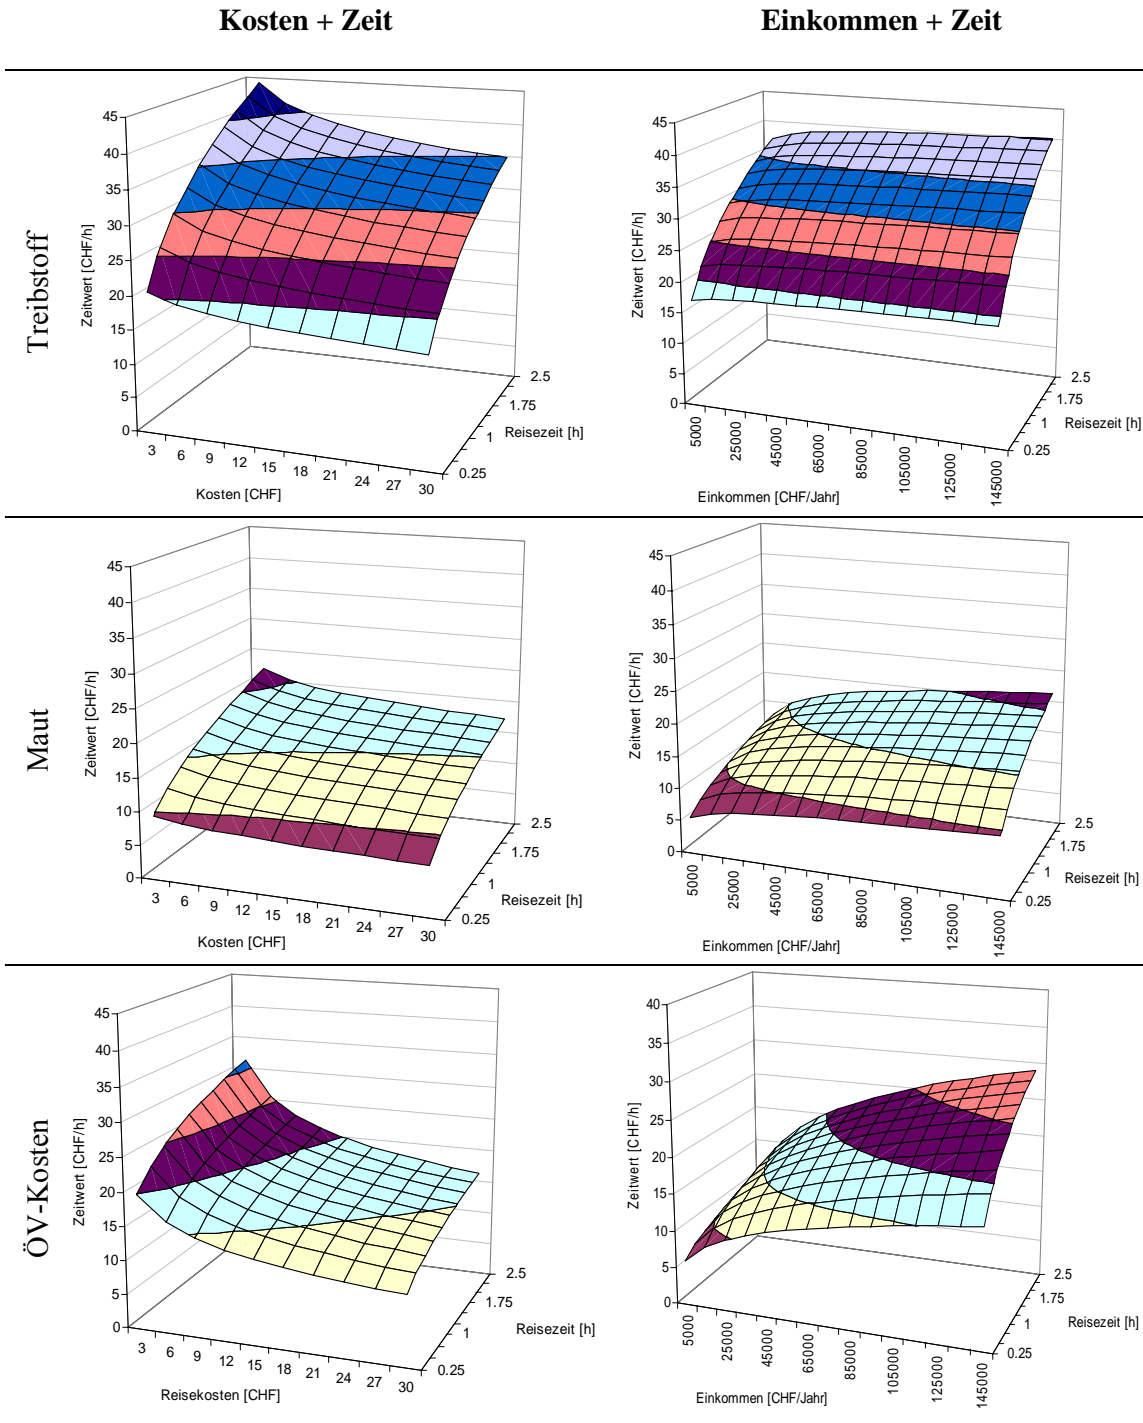 Kosten + Zeit
Einkommen + Zeit
Treibstoff
45
40
35
30
25
20
15
10
5
0
Zeitwert [CHF/h]
3 6 9 12 15 18 21 24 27 30
Kosten [CHF]
2.5
1.75
1
0.25
Reisezeit [h]
45
40
35
30
25
20
15
10
5
0
Zeitwert [CHF/h]
5000 25000 45000 65000 85000 105000 125000 145000
Einkommen [CHF/Jahr]
2.5
1.75
1
0.25
Reisezeit [h]
Maut
45
40
35
30
25
20
15
10
5
0
Zeitwert [CHF/h]
3 6 9 12 15 18 21 24 27 30
Kosten [CHF]
2.5
1.75
1
0.25
Reisezeit [h]
45
40
35
30
25
20
15
10
5
0
Zeitwert [CHF/h]
5000 25000 45000 65000 85000 105000 125000 145000
Einkommen [CHF/Jahr]
2.5
1.75
1
0.25
Reisezeit [h]
ÖV-Kosten
45
40
35
30
25
20
15
10
5
0
Zeitwert [CHF/h]
3 6 9 12 15 18 21 24 27 30
Reisekosten [CHF]
2.5
1.75
1
0.25
Reisezeit [h]
40
35
30
25
20
15
10
5
0
Zeitwert [CHF/h]
5000 25000 45000 65000 85000 105000 125000 145000
Einkommen [CHF/Jahr]
2.5
1.75
1
0.25
Reisezeit [h]